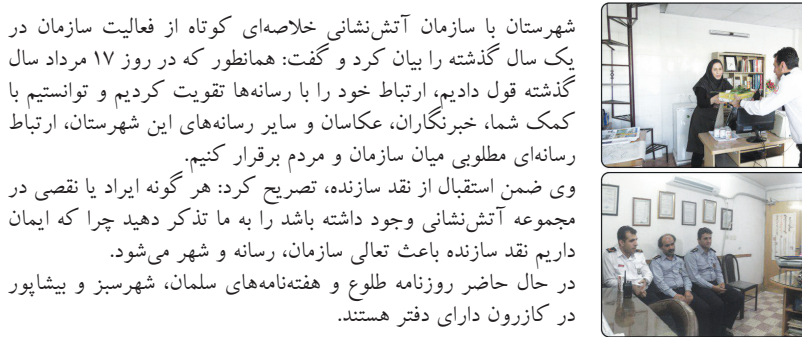 شهرستان با سازمان آتش‌نشانی خلاصه‌ای کوتاه از فعالیت سازمان در
یک سال گذشته را بیان کرد و گفت: همانطور که در روز ۱۷ مرداد سال
گذشته قول دادیم، ارتباط خود را با رسانه‌ها تقویت کردیم و توانستیم با
کمک شما، خبرنگاران، عکاسان و سایر رسانه‌های این شهرستان، ارتباط
رسانه‌ای مطلوبی میان سازمان و مردم برقرار کنیم.
وی ضمن استقبال از نقد سازنده، تصریح کرد: هر گونه ایراد یا نقصی در
مجموعه آتش‌نشانی وجود داشته باشد را به ما تذکر دهید چرا که ایمان
داریم نقد سازنده باعث تعالی سازمان، رسانه و شهر می‌شود.
در حال حاضر روزنامه طلوع و هفته‌نامه‌های سلمان، شهرسبز و بیشاپور
در کازرون دارای دفتر هستند.